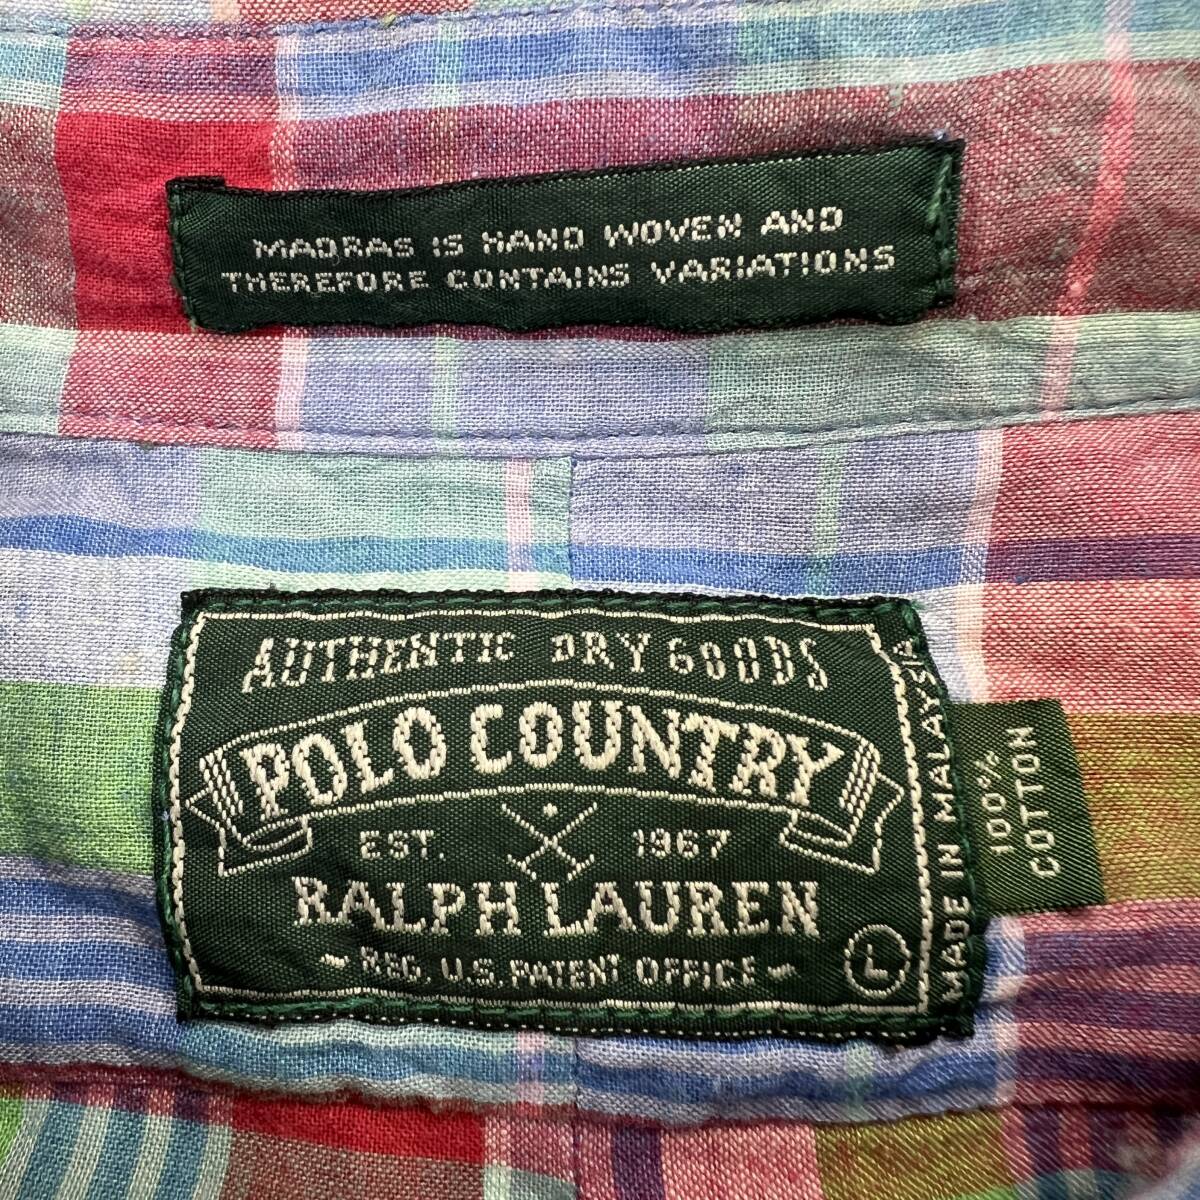 MADRAS IS HAND WOVEN AND
THEREFORE CONTAINS VARIATIONS
AUTHENTIC DRY GOODS
POLO COUNTRY
EST. 1967
RALPH LAUREN
~ REG. U.S. PATENT OFFICE ~
L
MADE IN MALAYSIA
100%
COTTON